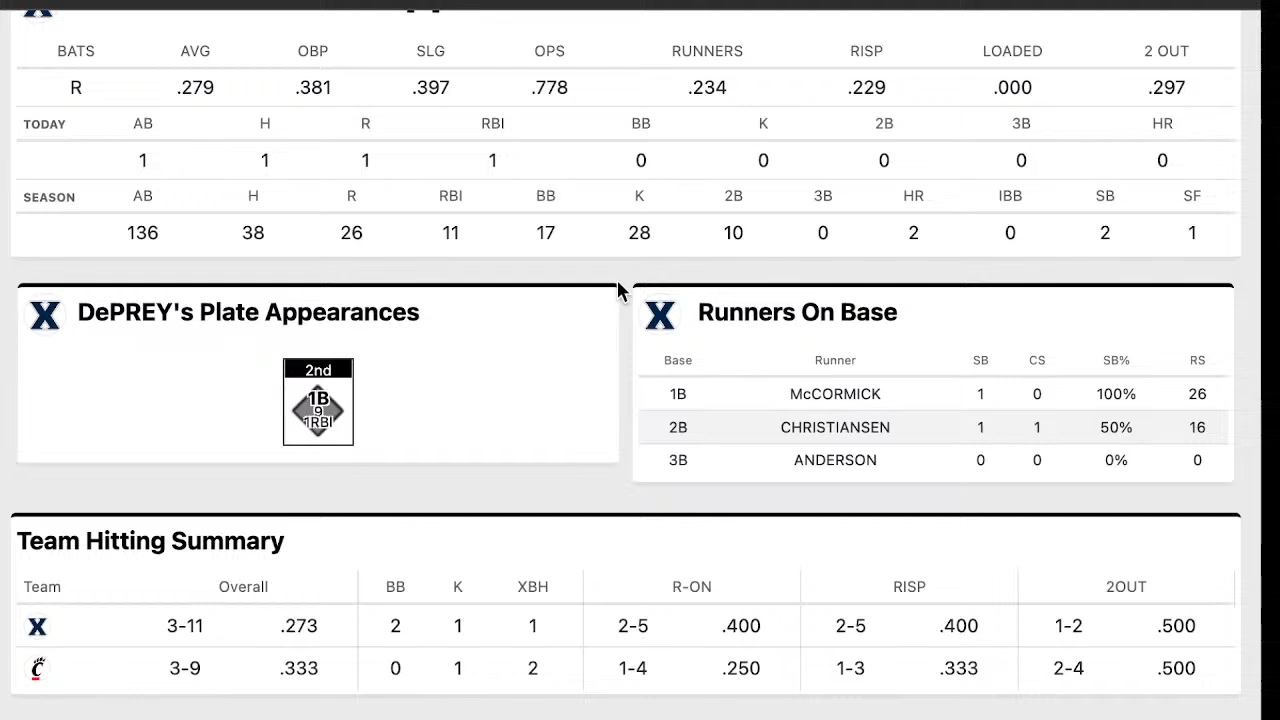 BATS AVG OBP SLG OPS RUNNERS RISP LOADED 2 OUT
R .279 .381 .397 .778 .234 .229 .000 .297
TODAY AB H R RBI BB K 2B 3B HR
1 1 1 1 0 0 0 0 0
SEASON AB H R RBI BB K 2B 3B HR IBB SB SF
136 38 26 11 17 28 10 0 2 0 2 1
X DePREY's Plate Appearances
2nd
1B
9
1RBI
X Runners On Base
Base Runner SB CS SB% RS
1B McCORMICK 1 0 100% 26
2B CHRISTIANSEN 1 1 50% 16
3B ANDERSON 0 0 0% 0
Team Hitting Summary
Team Overall BB K XBH R-ON RISP 2OUT
X 3-11 .273 2 1 1 2-5 .400 2-5 .400 1-2 .500
C 3-9 .333 0 1 2 1-4 .250 1-3 .333 2-4 .500